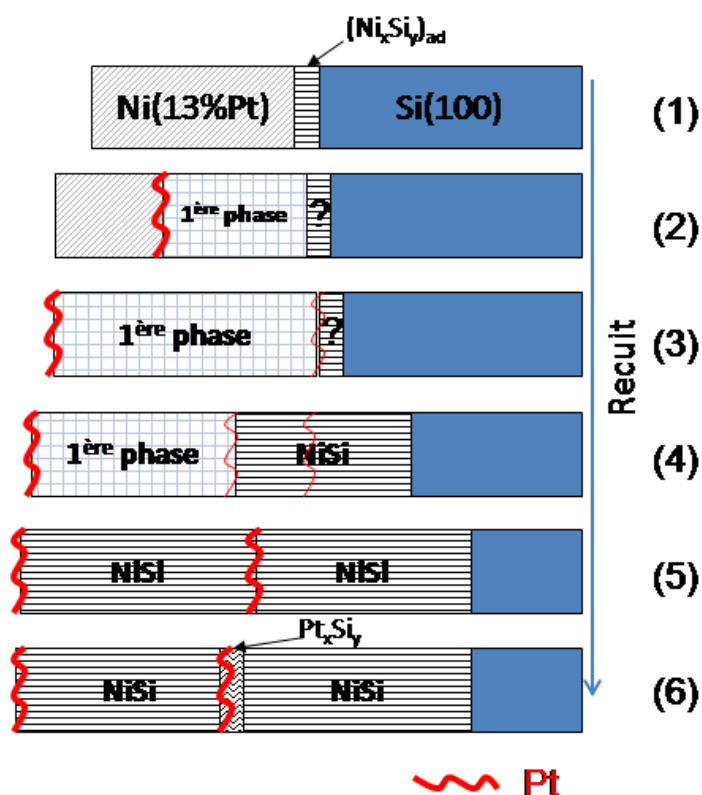 (NixSiy)ad
Ni(13%Pt) Si(100) (1)
1ère phase ? (2)
1ère phase ? (3)
1ère phase NiSi (4)
NiSi NiSi (5)
PtxSiy
NiSi NiSi (6)
Recuit
Pt